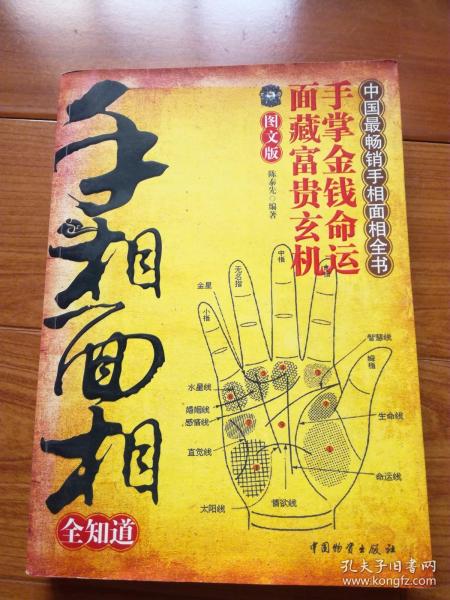 中国最畅销手相面相全书
手掌金钱命运
面藏富贵玄机
图文版
陈泰先 编著
手相面相
全知道
中指
无名指
金星
小指
智慧线
拇指
水星线
婚姻线
感情线
生命线
直觉线
命运线
太阳线
情欲线
中国物资出版社
孔夫子旧书网
www.kongfz.com